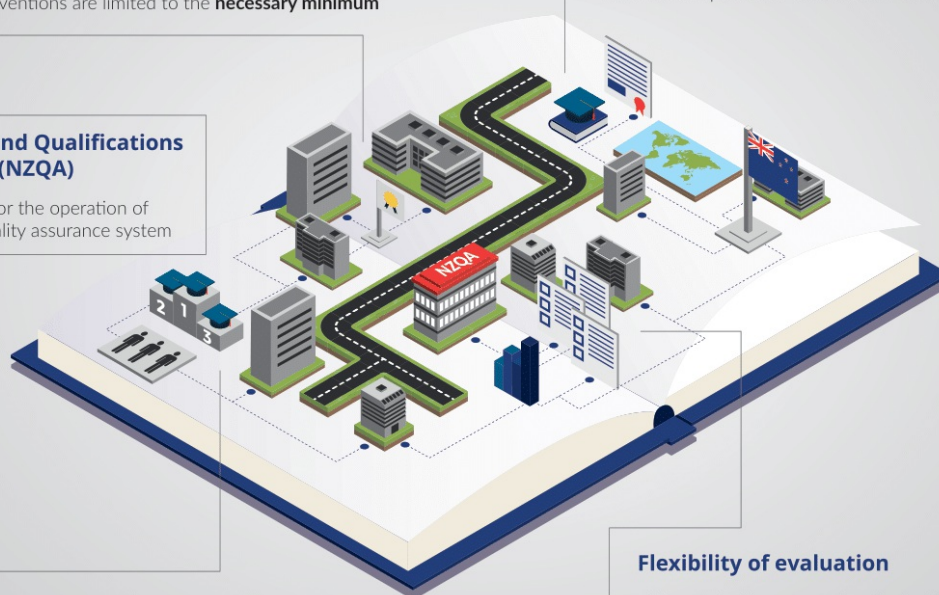 ventions are limited to the necessary minimum
nd Qualifications
(NZQA)
or the operation of
ality assurance system
NZQA
2 1 3
Flexibility of evaluation